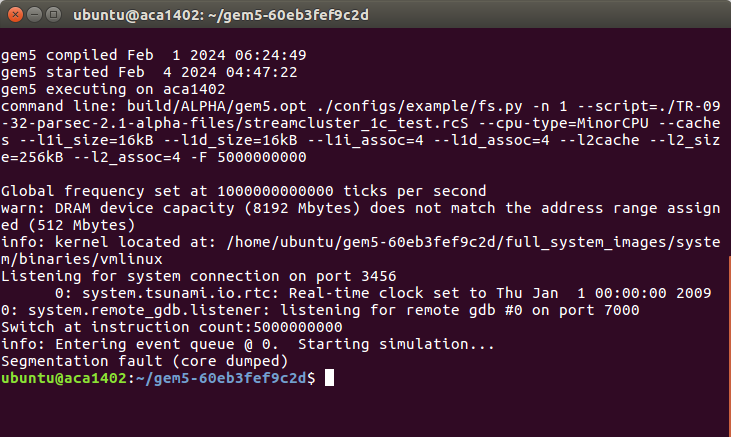 ubuntu@aca1402: ~/gem5-60eb3fef9c2d
gem5 compiled Feb  1 2024 06:24:49
gem5 started Feb  4 2024 04:47:22
gem5 executing on aca1402
command line: build/ALPHA/gem5.opt ./configs/example/fs.py -n 1 --script=./TR-09
-32-parsec-2.1-alpha-files/streamcluster_1c_test.rcS --cpu-type=MinorCPU --cache
s --l1i_size=16kB --l1d_size=16kB --l1i_assoc=4 --l1d_assoc=4 --l2cache --l2_siz
e=256kB --l2_assoc=4 -F 5000000000
Global frequency set at 1000000000000 ticks per second
warn: DRAM device capacity (8192 Mbytes) does not match the address range assign
ed (512 Mbytes)
info: kernel located at: /home/ubuntu/gem5-60eb3fef9c2d/full_system_images/syste
m/binaries/vmlinux
Listening for system connection on port 3456
      0: system.tsunami.io.rtc: Real-time clock set to Thu Jan  1 00:00:00 2009
0: system.remote_gdb.listener: listening for remote gdb #0 on port 7000
Switch at instruction count:5000000000
info: Entering event queue @ 0.  Starting simulation...
Segmentation fault (core dumped)
ubuntu@aca1402:~/gem5-60eb3fef9c2d$